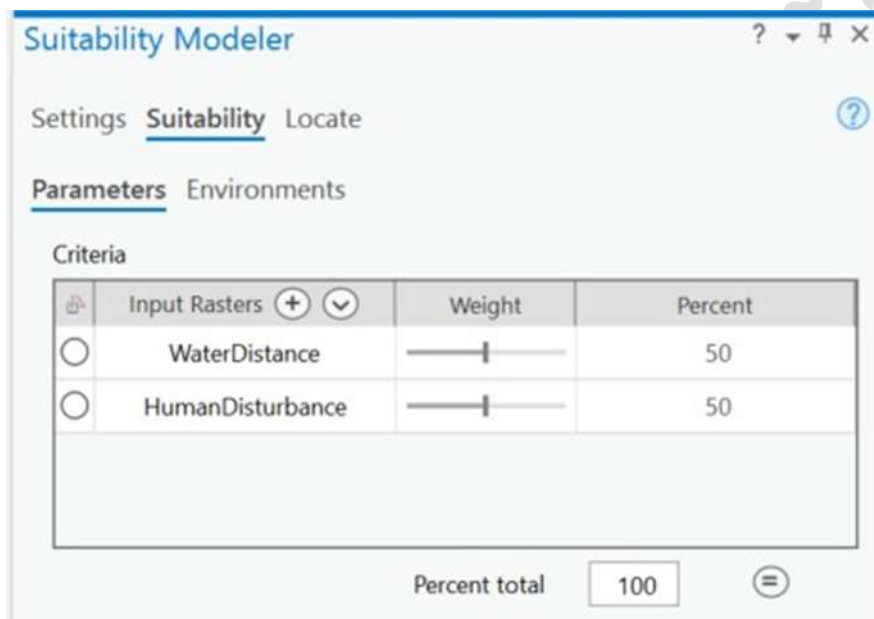 Suitability Modeler ?
Settings Suitability Locate ?
Parameters Environments
Criteria
Input Rasters + Weight Percent
WaterDistance 50
HumanDisturbance 50
Percent total 100 =